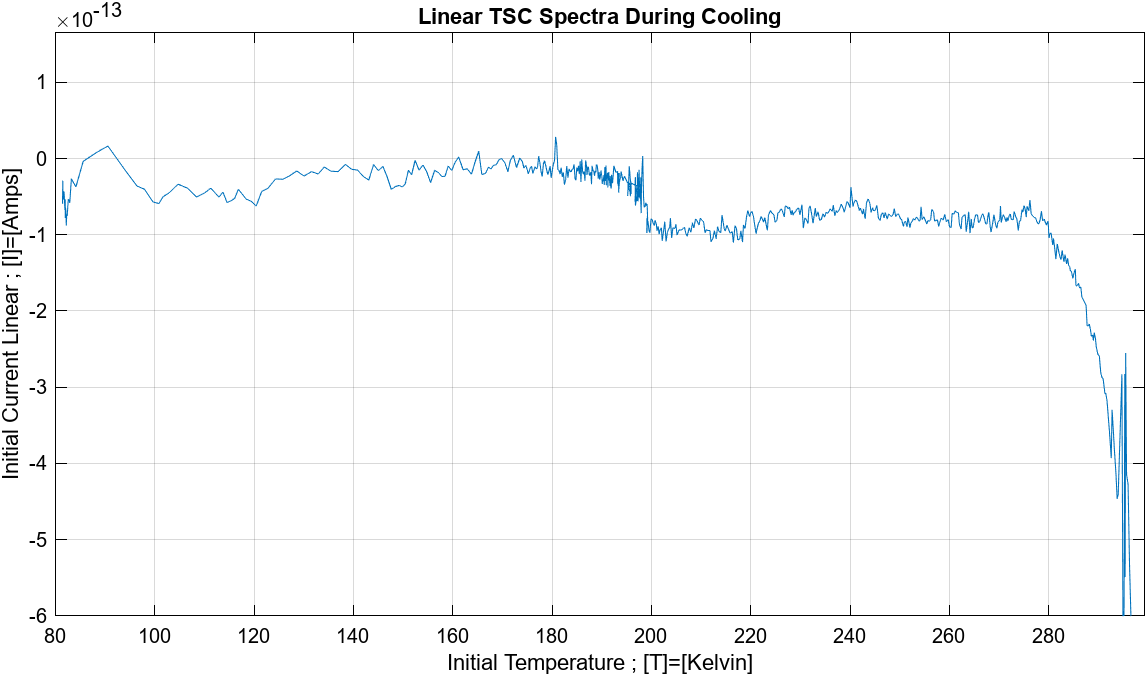 Linear TSC Spectra During Cooling
×10^-13
1
0
-1
-2
-3
-4
-5
-6
80 100 120 140 160 180 200 220 240 260 280
Initial Temperature ; [T]=[Kelvin]
Initial Current Linear ; [I]=[Amps]